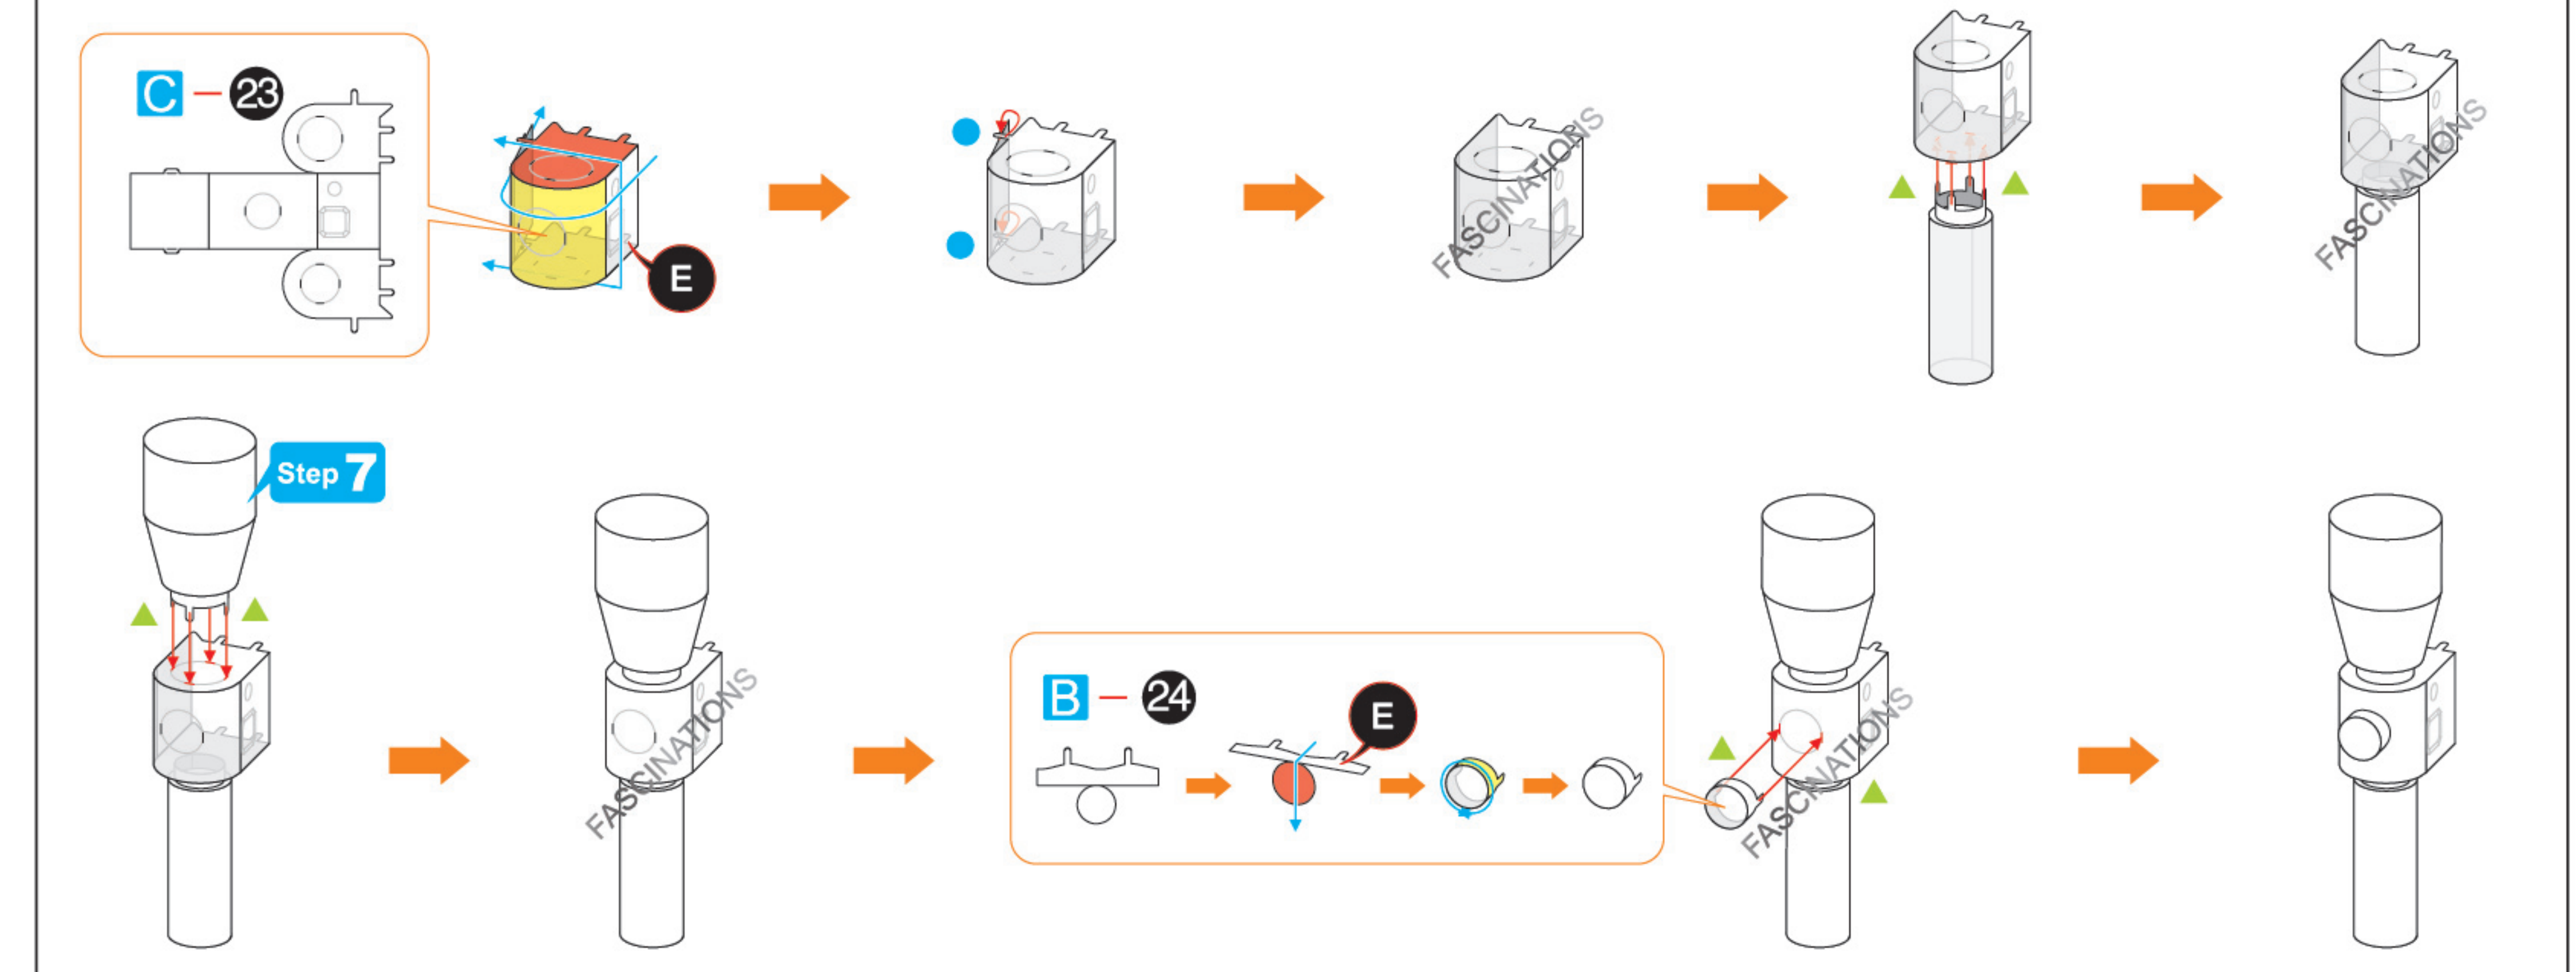 C – 23
E
FASCINATIONS
FASCINATIONS
Step 7
FASCINATIONS
B – 24
E
FASCINATIONS